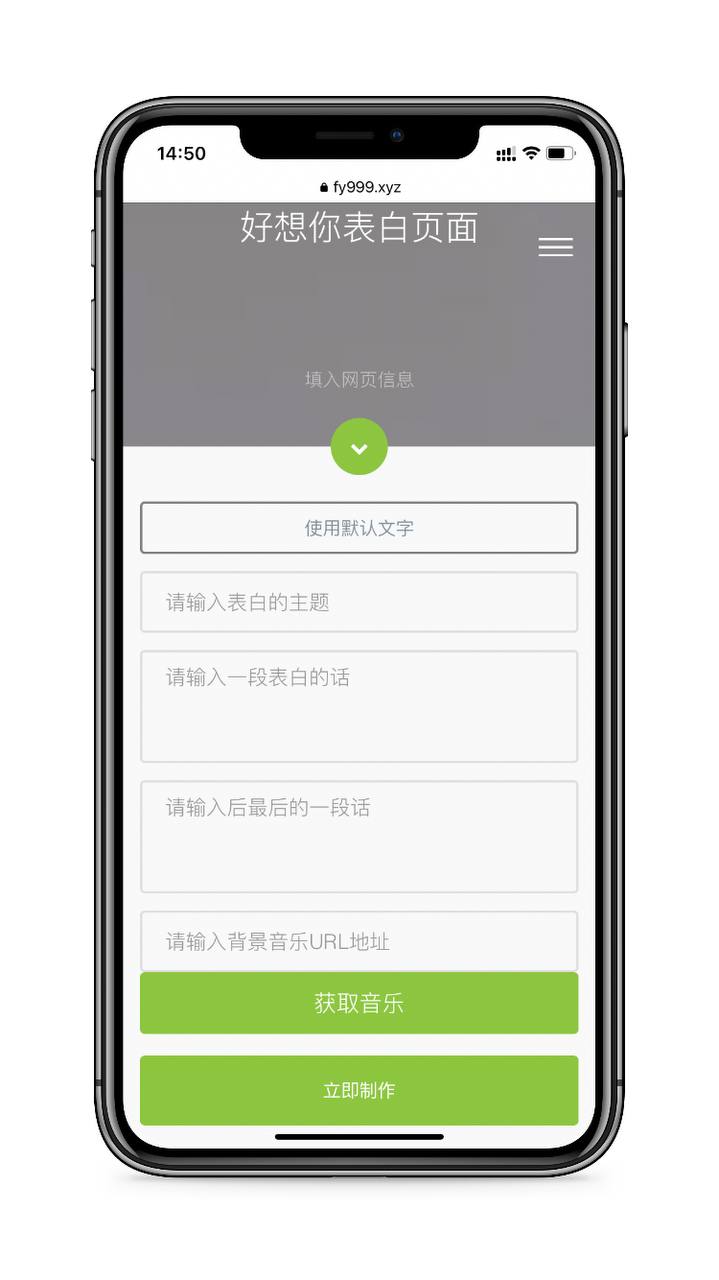 14:50
fy999.xyz
好想你表白页面
填入网页信息
使用默认文字
请输入表白的主题
请输入一段表白的话
请输入后最后的一段话
请输入背景音乐URL地址
获取音乐
立即制作